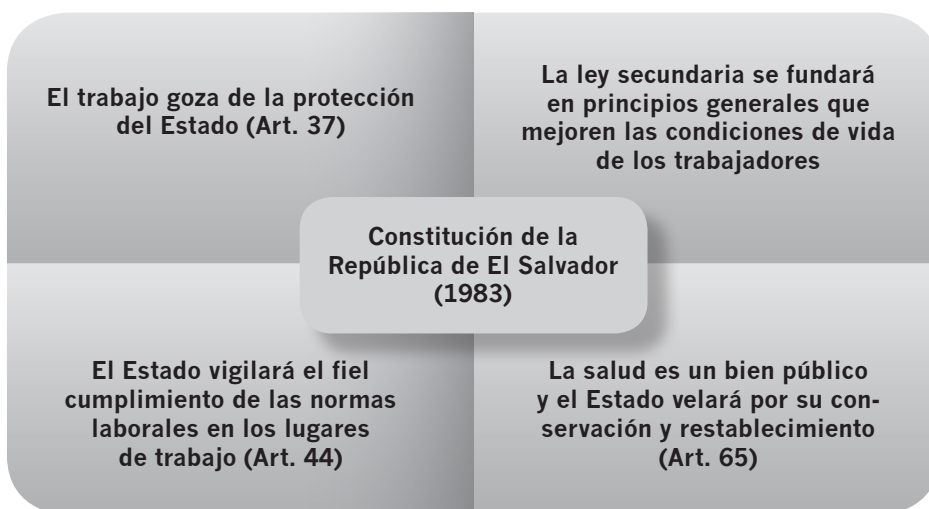 El trabajo goza de la protección
del Estado (Art. 37)
La ley secundaria se fundará
en principios generales que
mejoren las condiciones de vida
de los trabajadores
Constitución de la
República de El Salvador
(1983)
El Estado vigilará el fiel
cumplimiento de las normas
laborales en los lugares
de trabajo (Art. 44)
La salud es un bien público
y el Estado velará por su con-
servación y restablecimiento
(Art. 65)